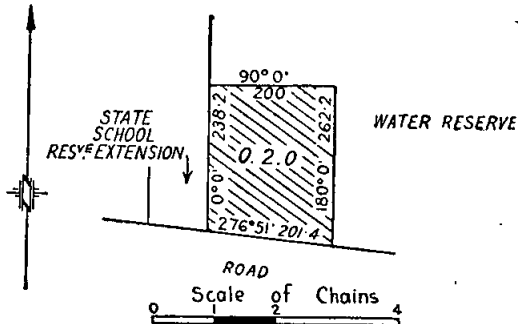 90° 0'
200
STATE
SCHOOL
RESV.E EXTENSION
238·2
262·2
WATER RESERVE
0. 2. 0
0° 0'
180° 0'
276° 51' 201·4
ROAD
Scale of Chains
0 1 2 4